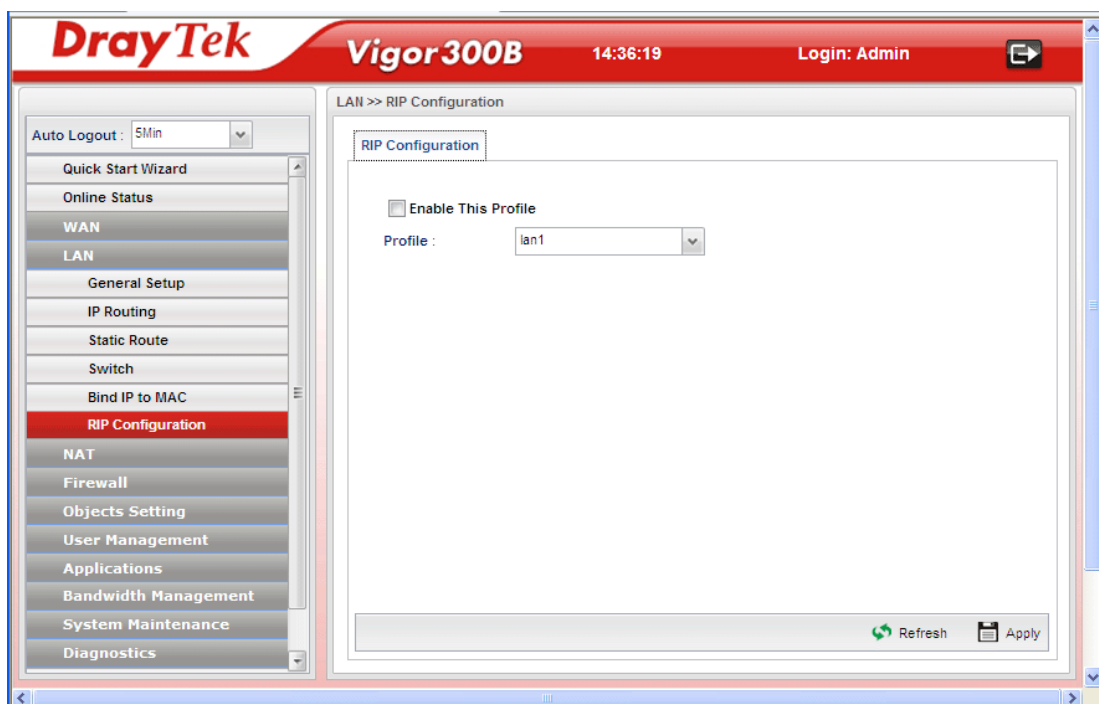 DrayTek
Vigor300B 14:36:19 Login: Admin
Auto Logout : 5Min
Quick Start Wizard
Online Status
WAN
LAN
General Setup
IP Routing
Static Route
Switch
Bind IP to MAC
RIP Configuration
NAT
Firewall
Objects Setting
User Management
Applications
Bandwidth Management
System Maintenance
Diagnostics
LAN >> RIP Configuration
RIP Configuration
Enable This Profile
Profile : lan1
Refresh Apply